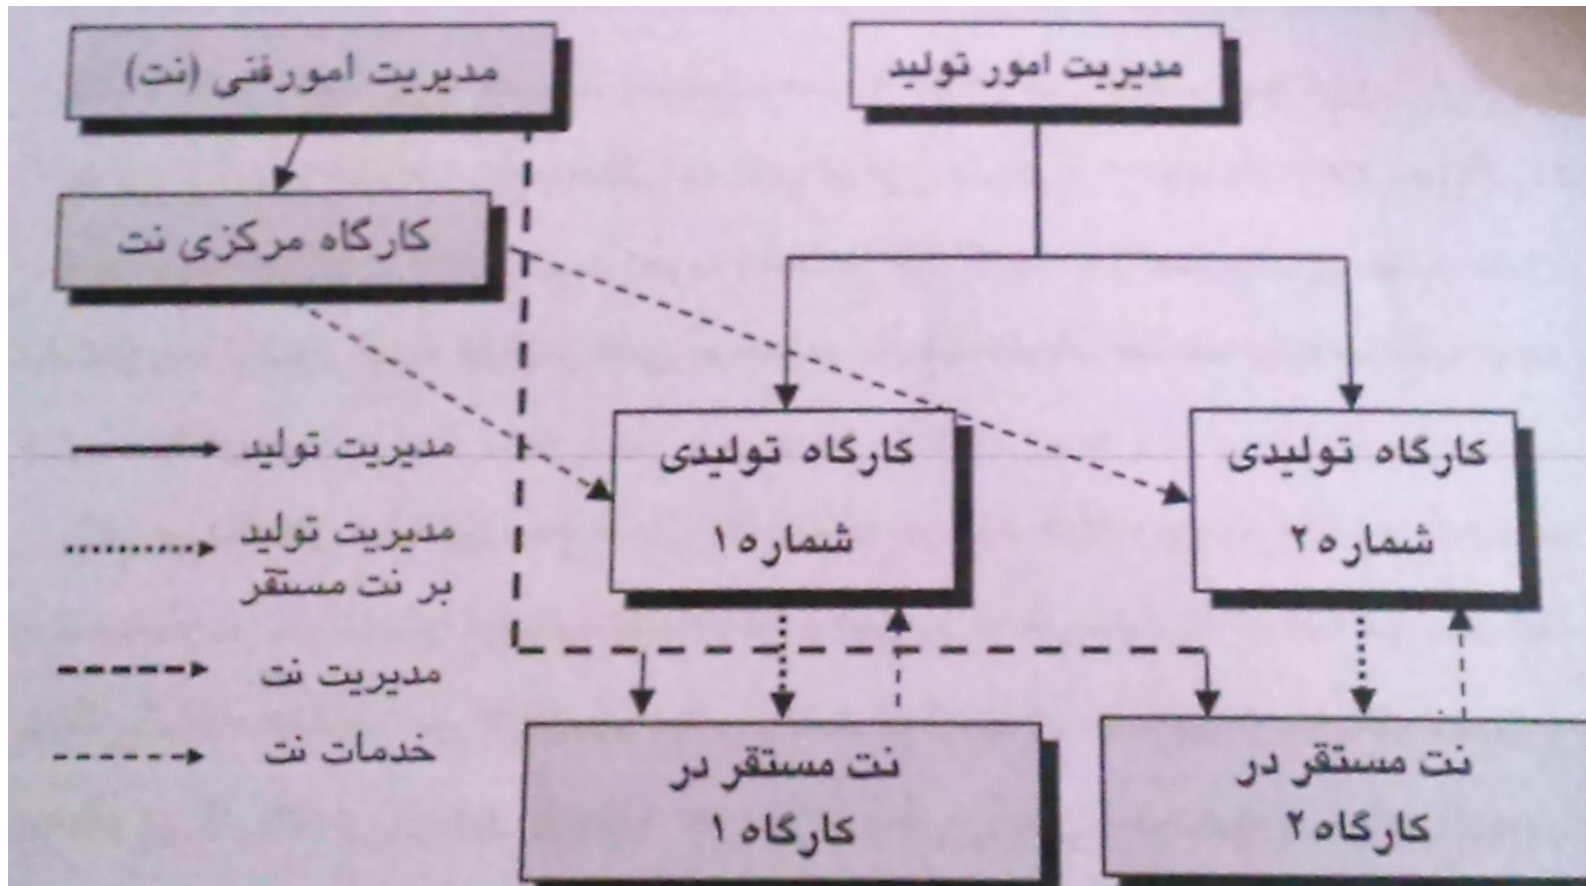 مدیریت امور تولید
مدیریت امورفنی (نت)
کارگاه مرکزی نت
کارگاه تولیدی
شماره ۲
کارگاه تولیدی
شماره ۱
مدیریت تولید
مدیریت تولید
بر نت مستقر
مدیریت نت
خدمات نت
نت مستقر در
کارگاه ۲
نت مستقر در
کارگاه ۱